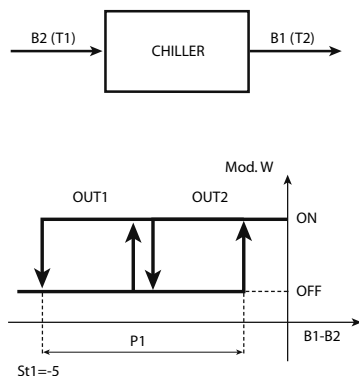 B2 (T1)
CHILLER
B1 (T2)
Mod. W
OUT1
OUT2
ON
OFF
P1
B1-B2
St1=-5